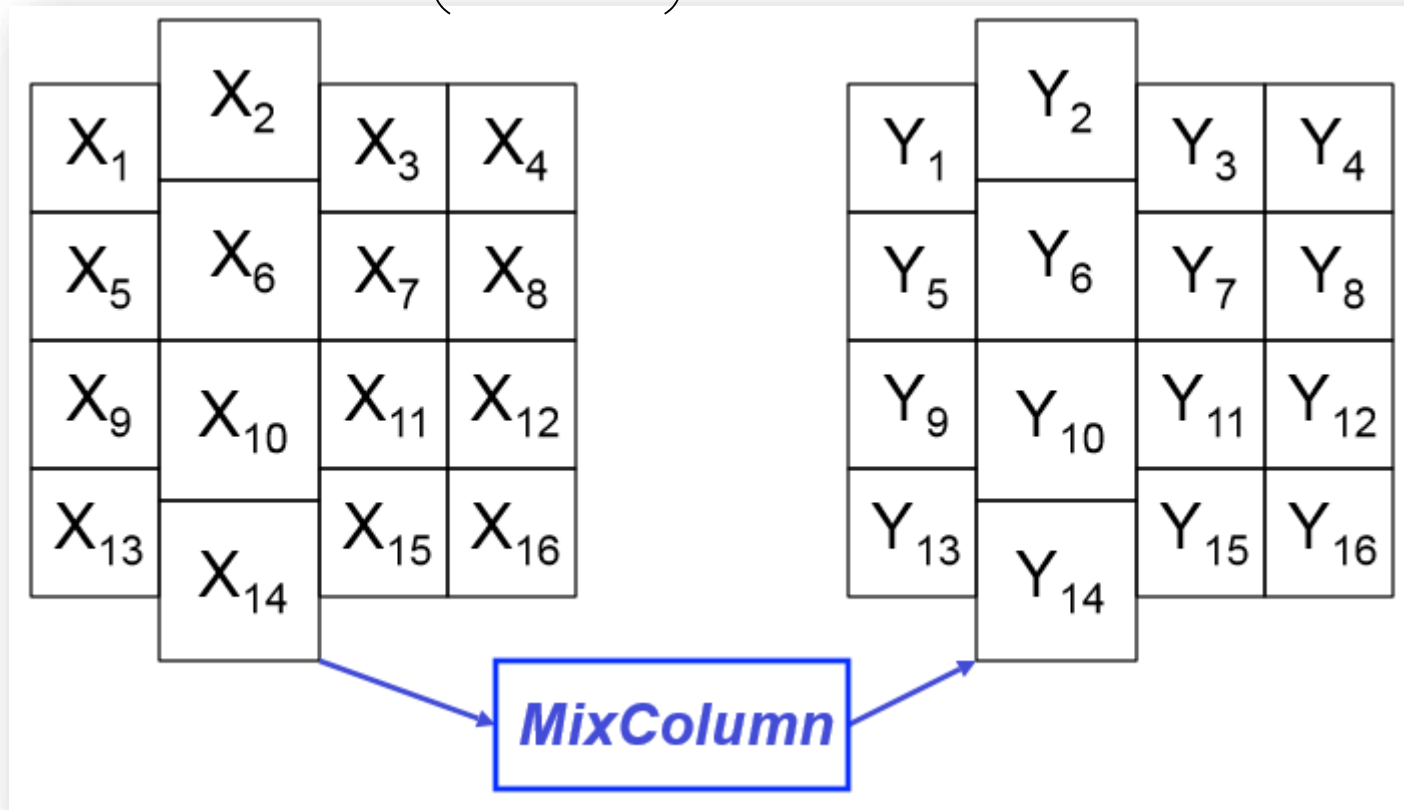 ( )
X₁ X₂ X₃ X₄ Y₁ Y₂ Y₃ Y₄
X₅ X₆ X₇ X₈ Y₅ Y₆ Y₇ Y₈
X₉ X₁₀ X₁₁ X₁₂ Y₉ Y₁₀ Y₁₁ Y₁₂
X₁₃ X₁₄ X₁₅ X₁₆ Y₁₃ Y₁₄ Y₁₅ Y₁₆
MixColumn